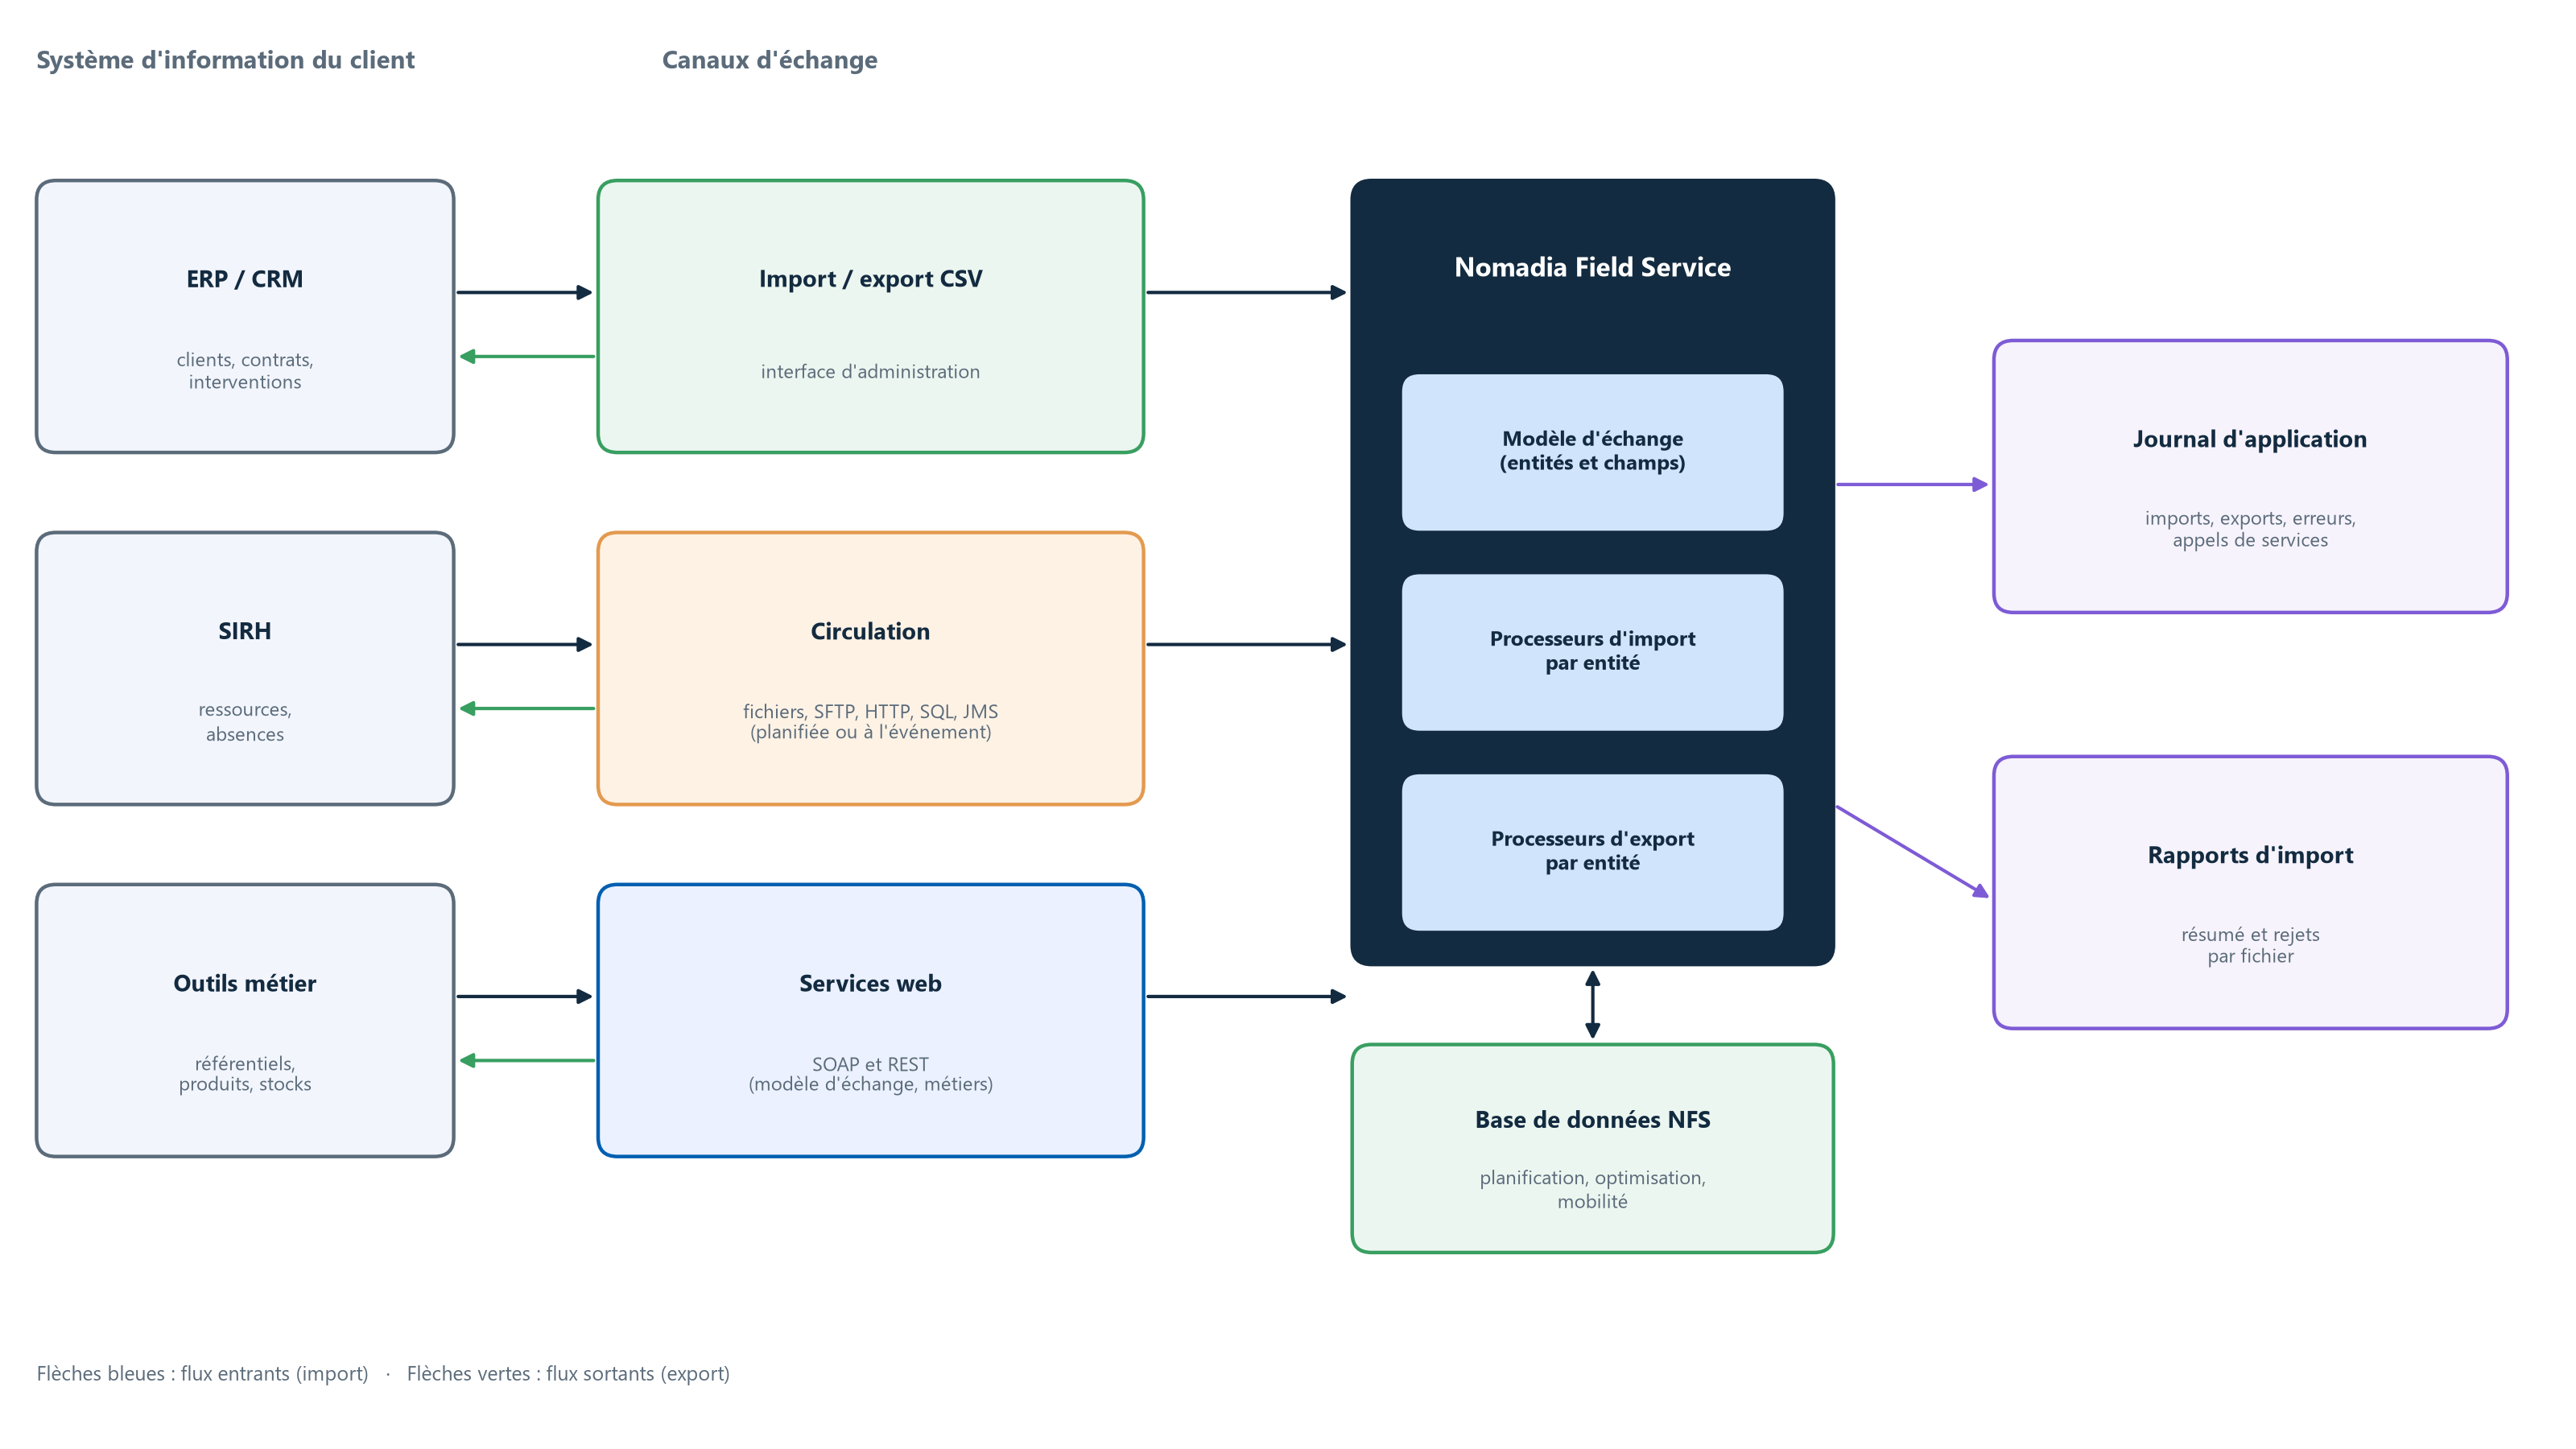 Système d'information du client
Canaux d'échange
ERP / CRM
clients, contrats,
interventions
Import / export CSV
interface d'administration
Nomadia Field Service
Modèle d'échange
(entités et champs)
Processeurs d'import
par entité
Processeurs d'export
par entité
Journal d'application
imports, exports, erreurs,
appels de services
SIRH
ressources,
absences
Circulation
fichiers, SFTP, HTTP, SQL, JMS
(planifiée ou à l'événement)
Rapports d'import
résumé et rejets
par fichier
Outils métier
référentiels,
produits, stocks
Services web
SOAP et REST
(modèle d'échange, métiers)
Base de données NFS
planification, optimisation,
mobilité
Flèches bleues : flux entrants (import) · Flèches vertes : flux sortants (export)